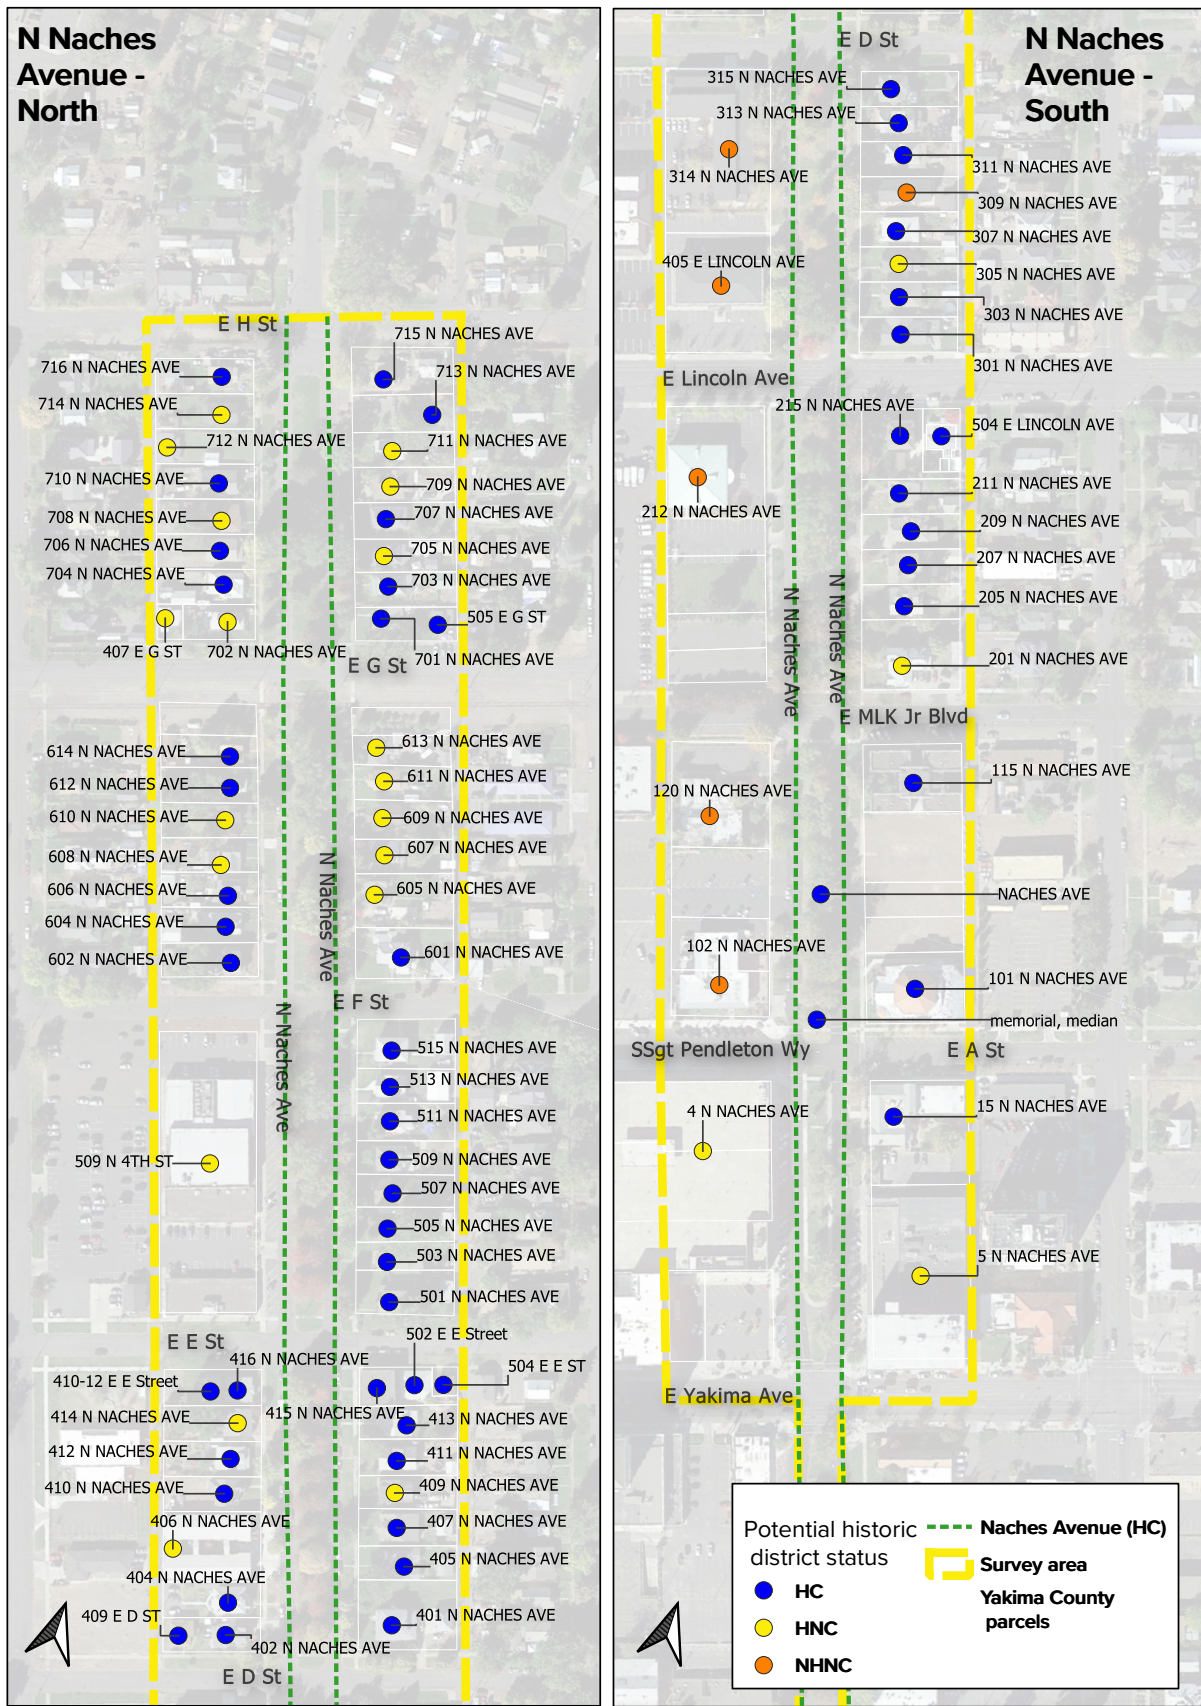 N Naches
Avenue -
North
E H St
715 N NACHES AVE
716 N NACHES AVE
713 N NACHES AVE
714 N NACHES AVE
712 N NACHES AVE
711 N NACHES AVE
710 N NACHES AVE
709 N NACHES AVE
708 N NACHES AVE
707 N NACHES AVE
706 N NACHES AVE
705 N NACHES AVE
704 N NACHES AVE
703 N NACHES AVE
505 E G ST
407 E G ST
702 N NACHES AVE
701 N NACHES AVE
E G St
614 N NACHES AVE
613 N NACHES AVE
612 N NACHES AVE
611 N NACHES AVE
610 N NACHES AVE
609 N NACHES AVE
608 N NACHES AVE
607 N NACHES AVE
606 N NACHES AVE
605 N NACHES AVE
604 N NACHES AVE
602 N NACHES AVE
601 N NACHES AVE
N Naches Ave
E F St
N Naches Ave
515 N NACHES AVE
513 N NACHES AVE
511 N NACHES AVE
509 N 4TH ST
509 N NACHES AVE
507 N NACHES AVE
505 N NACHES AVE
503 N NACHES AVE
501 N NACHES AVE
E E St
502 E E Street
416 N NACHES AVE
504 E E ST
410-12 E E Street
415 N NACHES AVE
414 N NACHES AVE
413 N NACHES AVE
412 N NACHES AVE
411 N NACHES AVE
410 N NACHES AVE
409 N NACHES AVE
406 N NACHES AVE
407 N NACHES AVE
405 N NACHES AVE
404 N NACHES AVE
409 E D ST
401 N NACHES AVE
402 N NACHES AVE
E D St
N Naches
Avenue -
South
E D St
315 N NACHES AVE
313 N NACHES AVE
314 N NACHES AVE
311 N NACHES AVE
309 N NACHES AVE
307 N NACHES AVE
405 E LINCOLN AVE
305 N NACHES AVE
303 N NACHES AVE
301 N NACHES AVE
E Lincoln Ave
215 N NACHES AVE
504 E LINCOLN AVE
211 N NACHES AVE
212 N NACHES AVE
209 N NACHES AVE
207 N NACHES AVE
205 N NACHES AVE
N Naches Ave
N Naches Ave
201 N NACHES AVE
E MLK Jr Blvd
115 N NACHES AVE
120 N NACHES AVE
NACHES AVE
102 N NACHES AVE
101 N NACHES AVE
memorial, median
SSgt Pendleton Wy
E A St
4 N NACHES AVE
15 N NACHES AVE
5 N NACHES AVE
E Yakima Ave
Potential historic
district status
HC
HNC
NHNC
Naches Avenue (HC)
Survey area
Yakima County
parcels